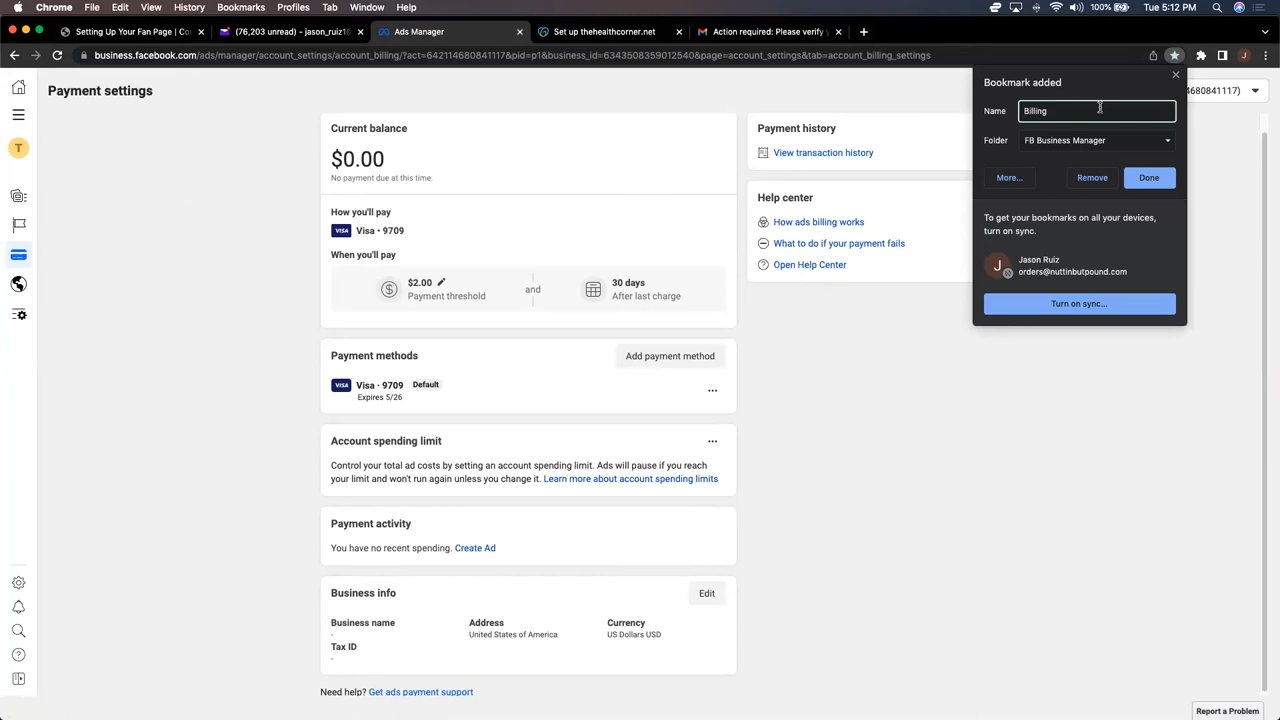 Chrome File Edit View History Bookmarks Profiles Tab Window Help
100% Tue 5:12 PM
Setting Up Your Fan Page | Co
(76,203 unread) - jason_ruiz1
Ads Manager
Set up thehealthcorner.net
Action required: Please verify
business.facebook.com/ads/manager/account_settings/account_billing/?act=642114680841117&pid=p1&business_id=6343508359012540&page=account_settings&tab=account_billing_settings
J
Payment settings
4680841117)
T
Current balance
$0.00
No payment due at this time.
How you'll pay
VISA Visa • 9709
When you'll pay
$2.00
Payment threshold
and
30 days
After last charge
Payment methods
Add payment method
VISA Visa · 9709 Default
Expires 5/26
Account spending limit
Control your total ad costs by setting an account spending limit. Ads will pause if you reach
your limit and won't run again unless you change it. Learn more about account spending limits
Payment activity
You have no recent spending. Create Ad
Business info
Edit
Business name
-
Address
United States of America
Currency
US Dollars USD
Tax ID
-
Need help? Get ads payment support
Payment history
View transaction history
Help center
How ads billing works
What to do if your payment fails
Open Help Center
Bookmark added
Name Billing
Folder FB Business Manager
More... Remove Done
To get your bookmarks on all your devices,
turn on sync.
J
Jason Ruiz
orders@nuttinbutpound.com
Turn on sync...
Report a Problem